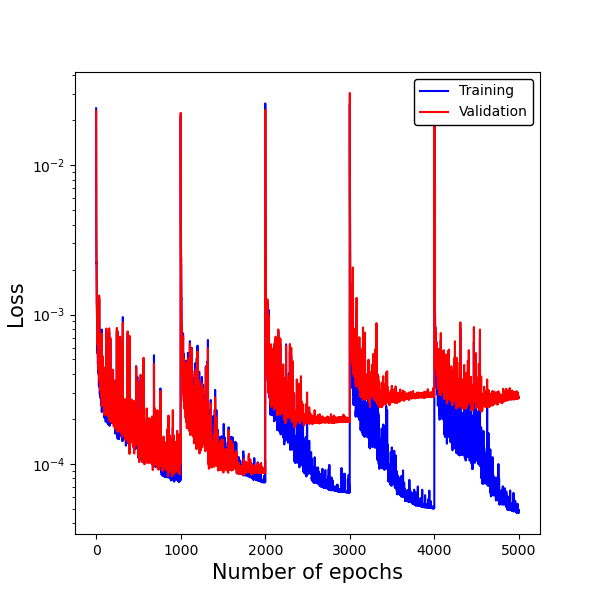 Training
Validation
Loss
10⁻²
10⁻³
10⁻⁴
0 1000 2000 3000 4000 5000
Number of epochs